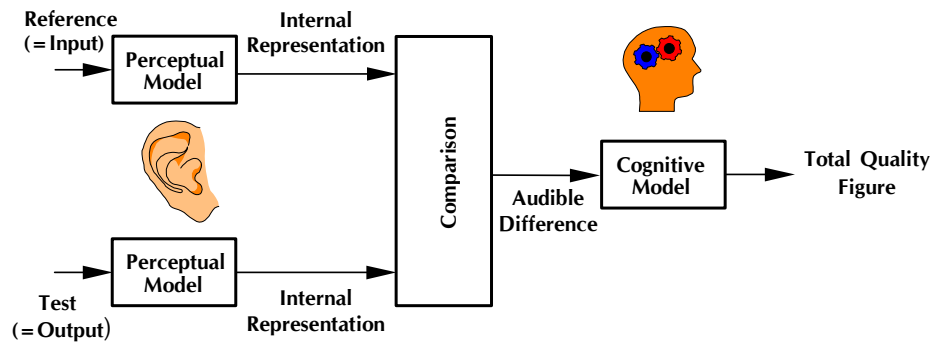 Reference
(=Input)
Perceptual
Model
Internal
Representation
Comparison
Audible
Difference
Cognitive
Model
Total Quality
Figure
Test
(=Output)
Perceptual
Model
Internal
Representation